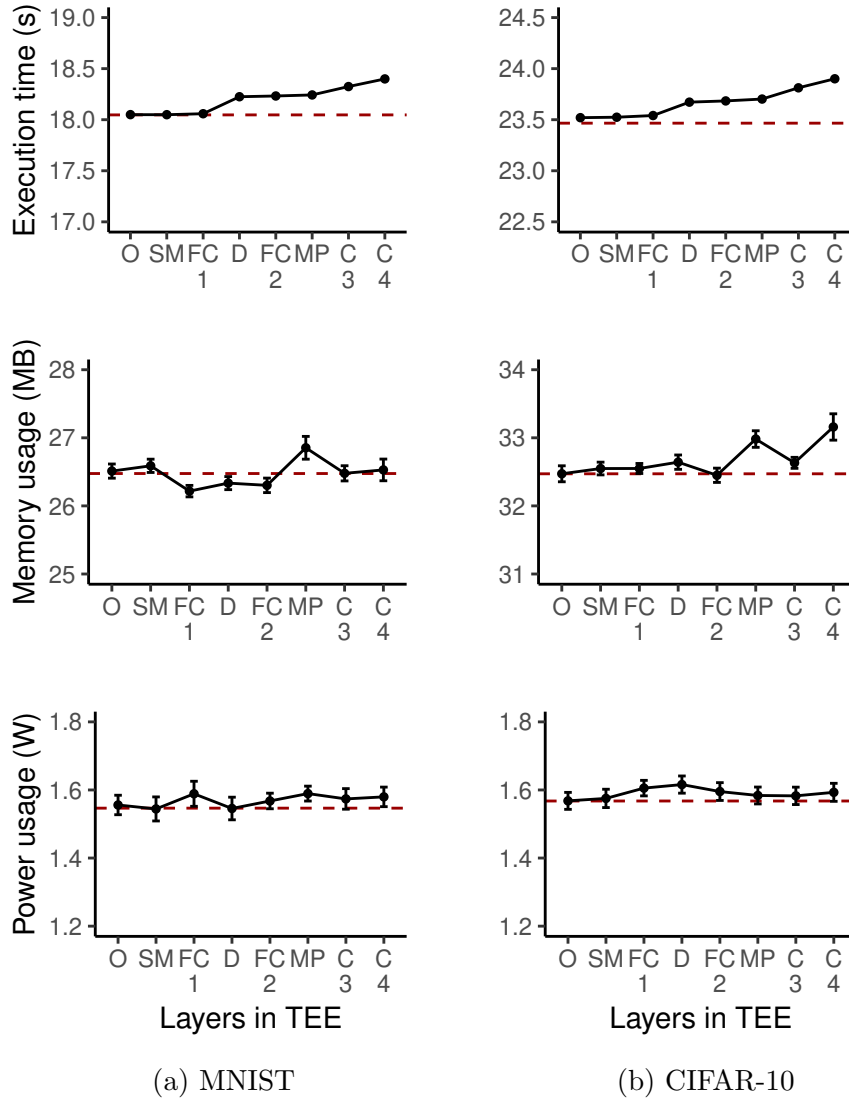 Execution time (s)
19.0
18.5
18.0
17.5
17.0
O SM FC D FC MP C C
1 2 3 4
24.5
24.0
23.5
23.0
22.5
O SM FC D FC MP C C
1 2 3 4
Memory usage (MB)
28
27
26
25
O SM FC D FC MP C C
1 2 3 4
34
33
32
31
O SM FC D FC MP C C
1 2 3 4
Power usage (W)
1.8
1.6
1.4
1.2
O SM FC D FC MP C C
1 2 3 4
Layers in TEE
1.8
1.6
1.4
1.2
O SM FC D FC MP C C
1 2 3 4
Layers in TEE
(a) MNIST
(b) CIFAR-10